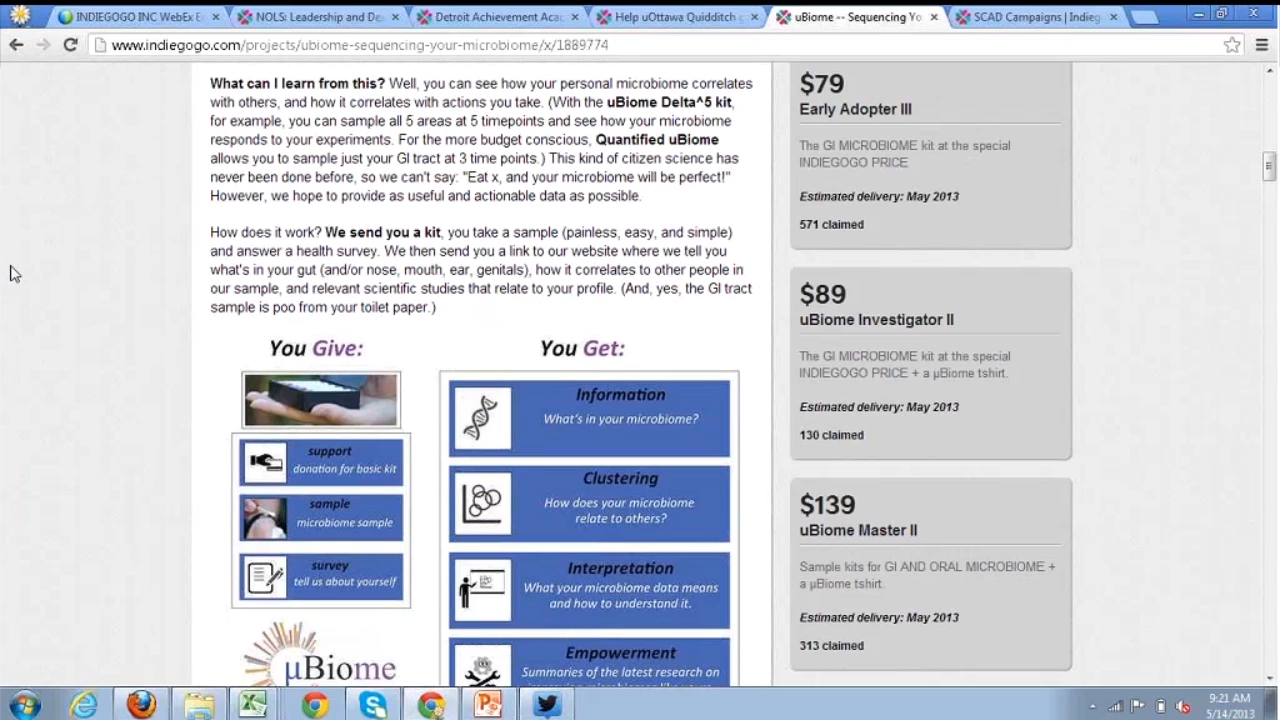 INDIEGOGO INC WebEx E
NOLS: Leadership and De
Detroit Achievement Aca
Help uOttawa Quidditch g
uBiome -- Sequencing Yo
SCAD Campaigns | Indieg
www.indiegogo.com/projects/ubiome-sequencing-your-microbiome/x/1889774
What can I learn from this? Well, you can see how your personal microbiome correlates
with others, and how it correlates with actions you take. (With the uBiome Delta^5 kit,
for example, you can sample all 5 areas at 5 timepoints and see how your microbiome
responds to your experiments. For the more budget conscious, Quantified uBiome
allows you to sample just your GI tract at 3 time points.) This kind of citizen science has
never been done before, so we can't say: "Eat x, and your microbiome will be perfect!"
However, we hope to provide as useful and actionable data as possible.
How does it work? We send you a kit, you take a sample (painless, easy, and simple)
and answer a health survey. We then send you a link to our website where we tell you
what's in your gut (and/or nose, mouth, ear, genitals), how it correlates to other people in
our sample, and relevant scientific studies that relate to your profile. (And, yes, the GI tract
sample is poo from your toilet paper.)
You Give:
support
donation for basic kit
sample
microbiome sample
survey
tell us about yourself
µBiome
You Get:
Information
What's in your microbiome?
Clustering
How does your microbiome
relate to others?
Interpretation
What your microbiome data means
and how to understand it.
Empowerment
Summaries of the latest research on
$79
Early Adopter III
The GI MICROBIOME kit at the special
INDIEGOGO PRICE
Estimated delivery: May 2013
571 claimed
$89
uBiome Investigator II
The GI MICROBIOME kit at the special
INDIEGOGO PRICE + a µBiome tshirt.
Estimated delivery: May 2013
130 claimed
$139
uBiome Master II
Sample kits for GI AND ORAL MICROBIOME +
a µBiome tshirt.
Estimated delivery: May 2013
313 claimed
9:21 AM
5/14/2013